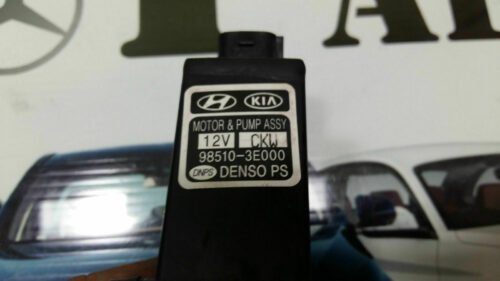 KIA
MOTOR & PUMP ASSY
12V CKW
98510-3E000
DNPS DENSO PS